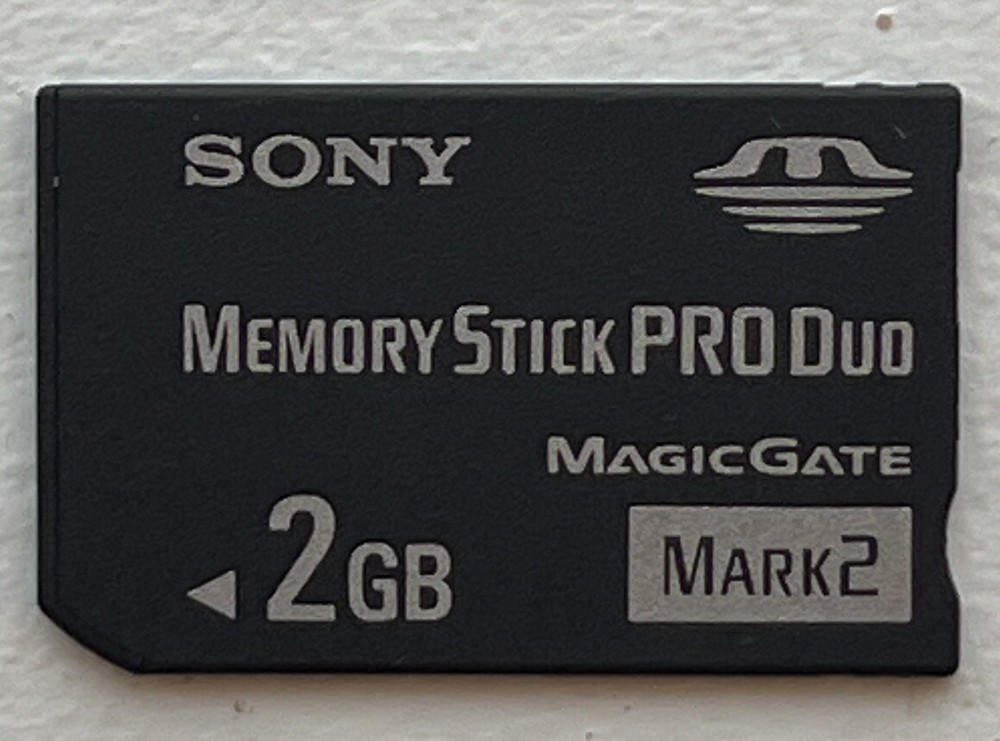 SONY
MEMORY STICK PRO DUO
MAGICGATE
2GB
MARK2